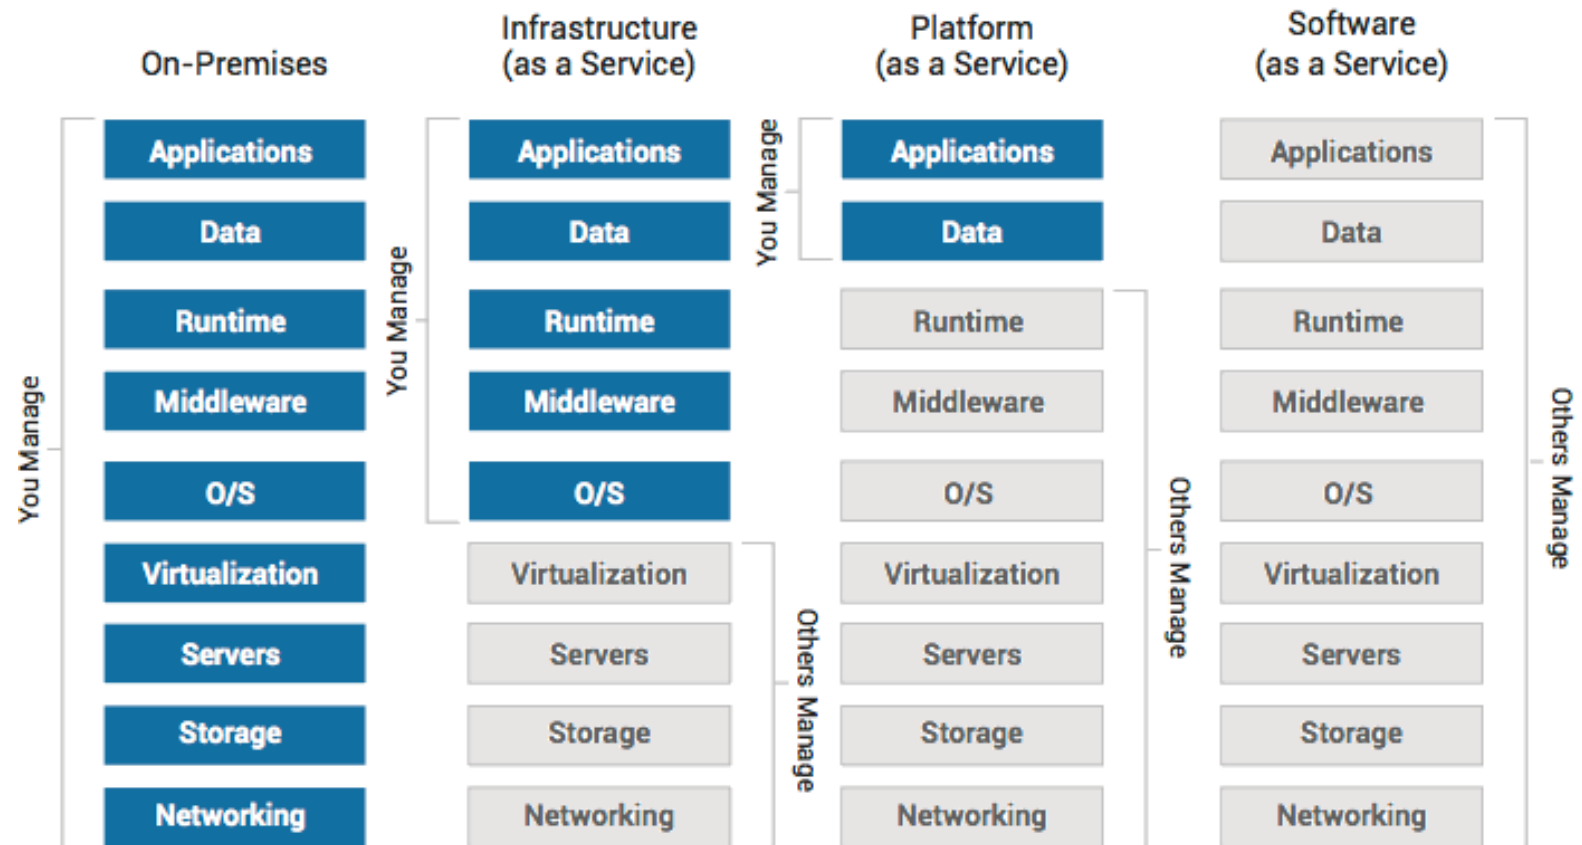 On-Premises
Infrastructure
(as a Service)
Platform
(as a Service)
Software
(as a Service)
You Manage
Applications
Data
Runtime
Middleware
O/S
Virtualization
Servers
Storage
Networking
You Manage
Applications
Data
Runtime
Middleware
O/S
Virtualization
Servers
Storage
Networking
Others Manage
You Manage
Applications
Data
Runtime
Middleware
O/S
Virtualization
Servers
Storage
Networking
Others Manage
Applications
Data
Runtime
Middleware
O/S
Virtualization
Servers
Storage
Networking
Others Manage